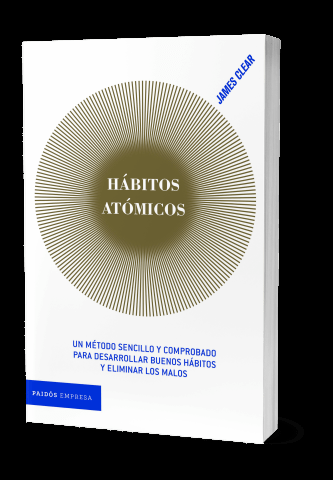 JAMES CLEAR
HÁBITOS
ATÓMICOS
UN MÉTODO SENCILLO Y COMPROBADO
PARA DESARROLLAR BUENOS HÁBITOS
Y ELIMINAR LOS MALOS
PAIDÓS EMPRESA